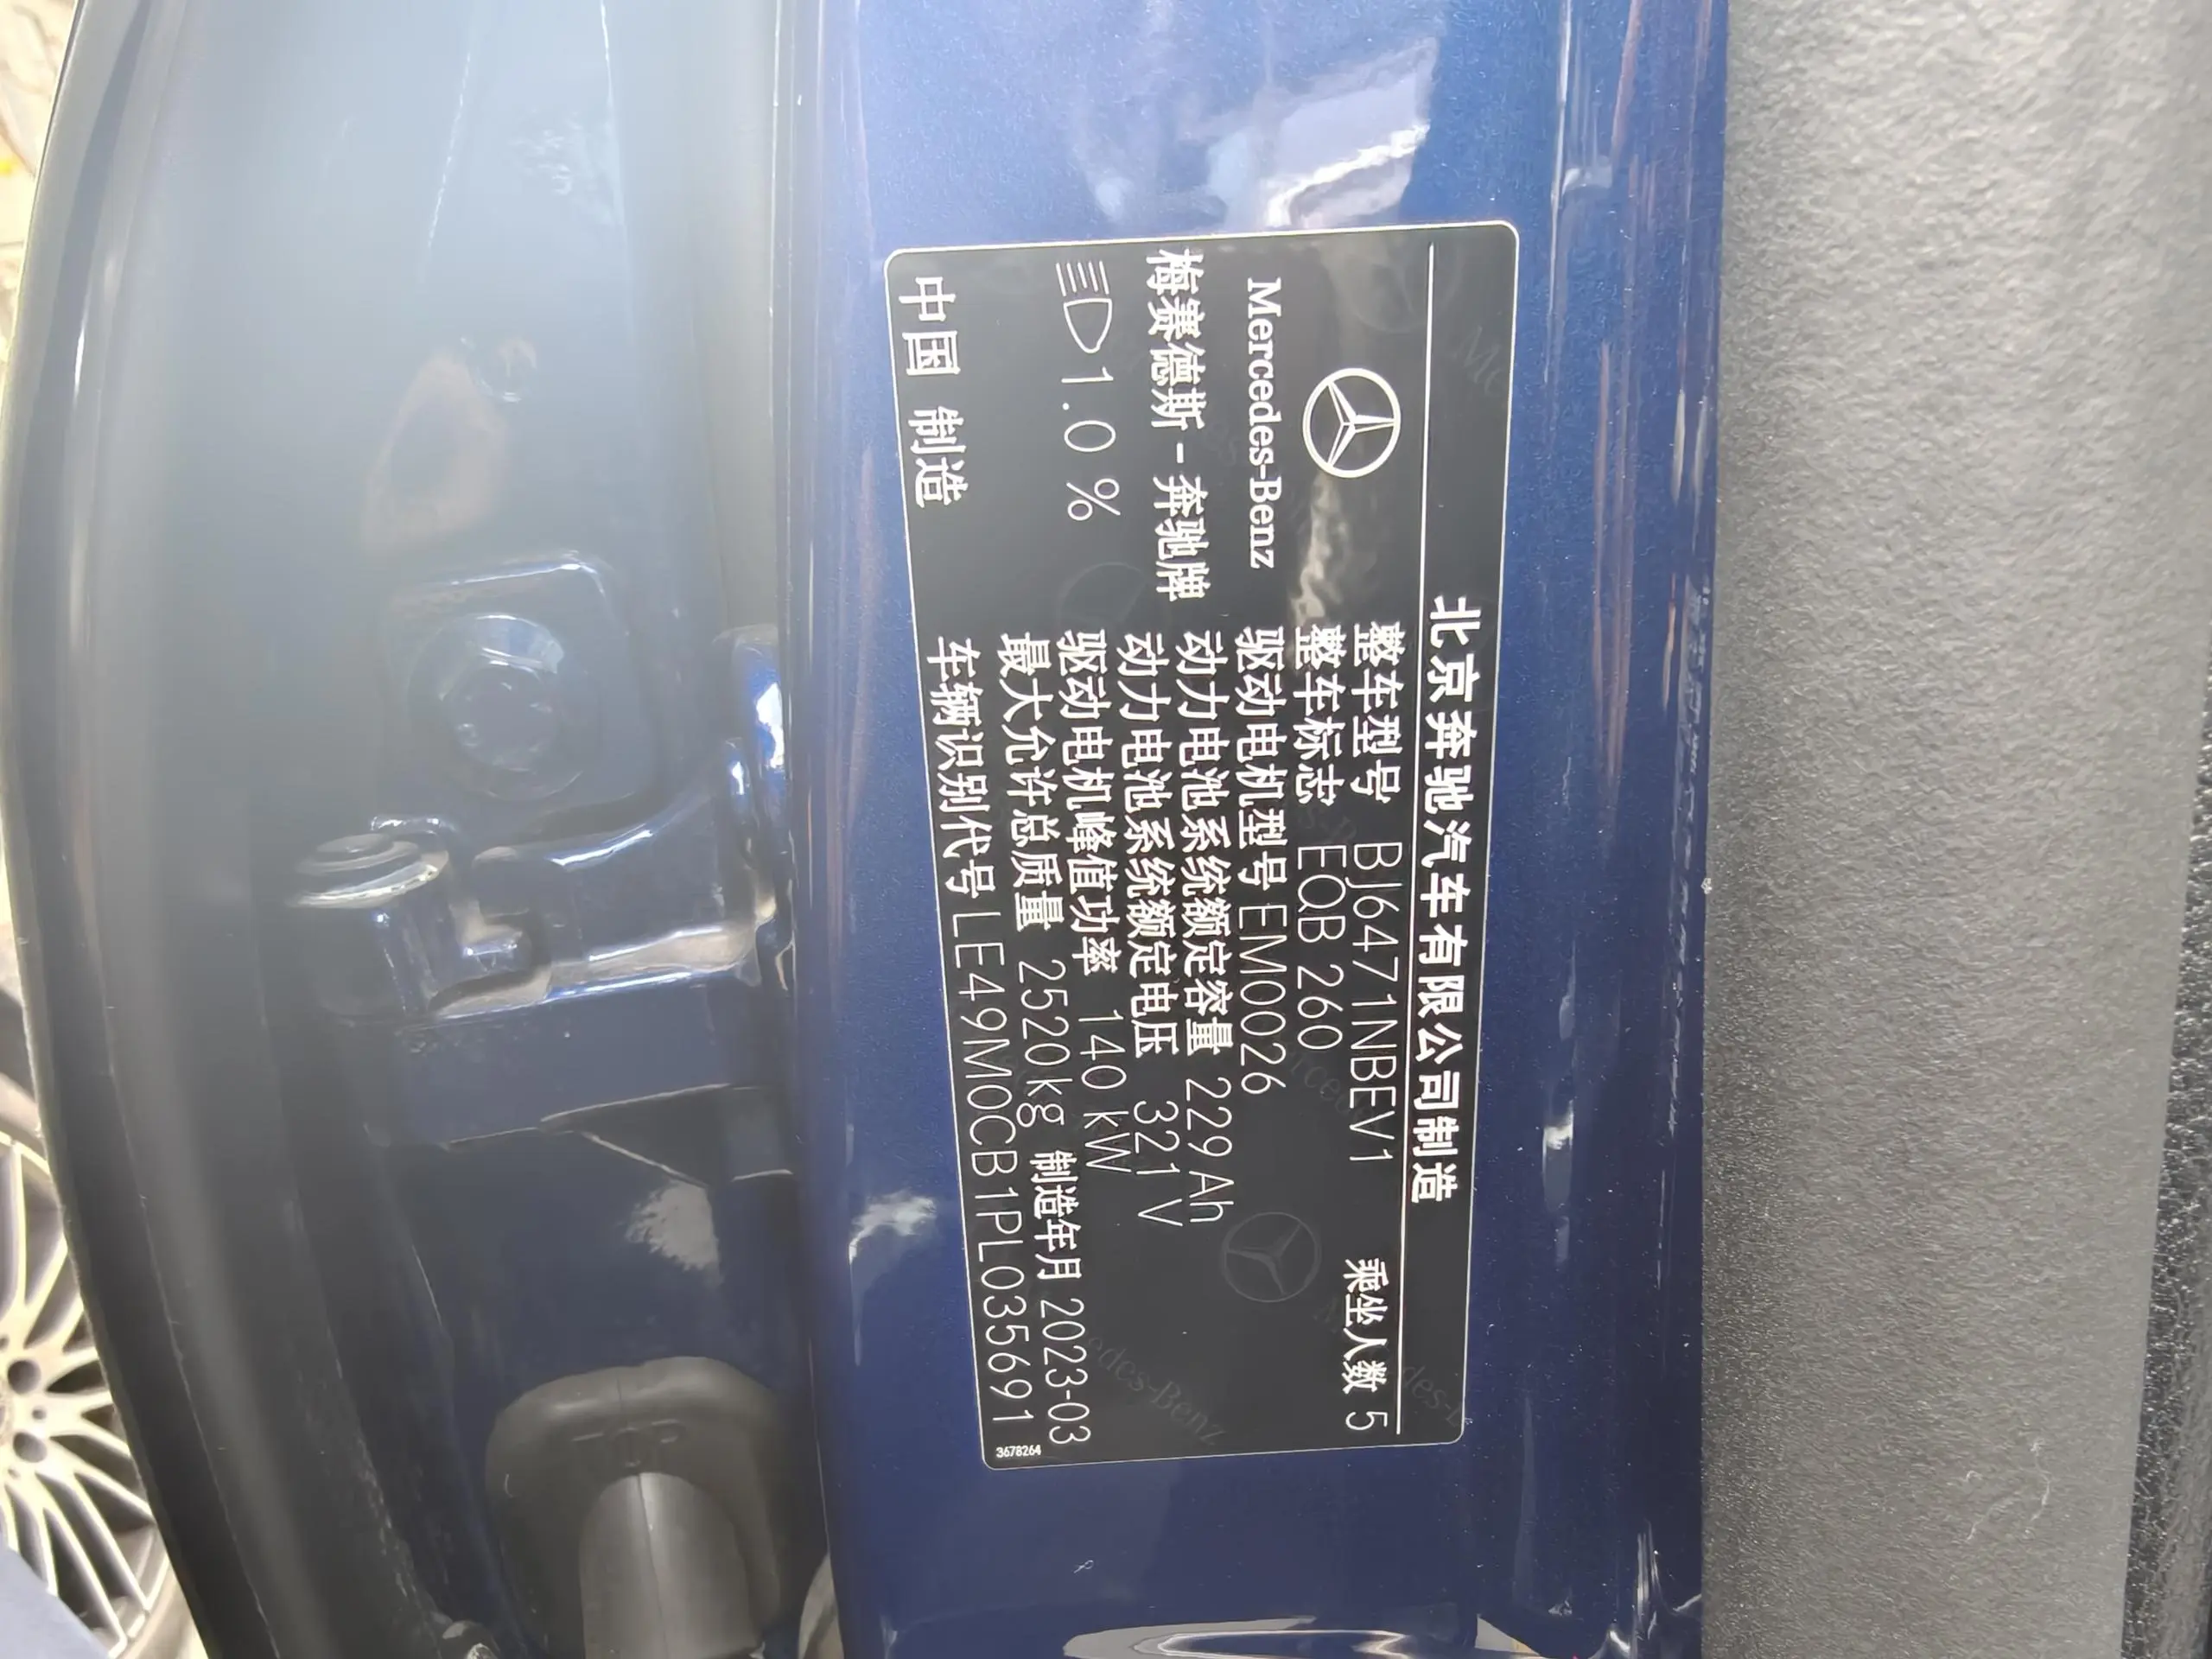 北京奔驰汽车有限公司制造
Mercedes-Benz
梅赛德斯-奔驰牌
1.0 %
中国 制造
整车型号 BJ6471NBEV1 乘坐人数 5
整车标志 EQB 260
驱动电机型号 EM0026
动力电池系统额定容量 229Ah
动力电池系统额定电压 321V
驱动电机峰值功率 140 kW
最大允许总质量 2520kg 制造年月 2023-03
车辆识别代号 LE49M0CB1PL035691
3678264
TOP